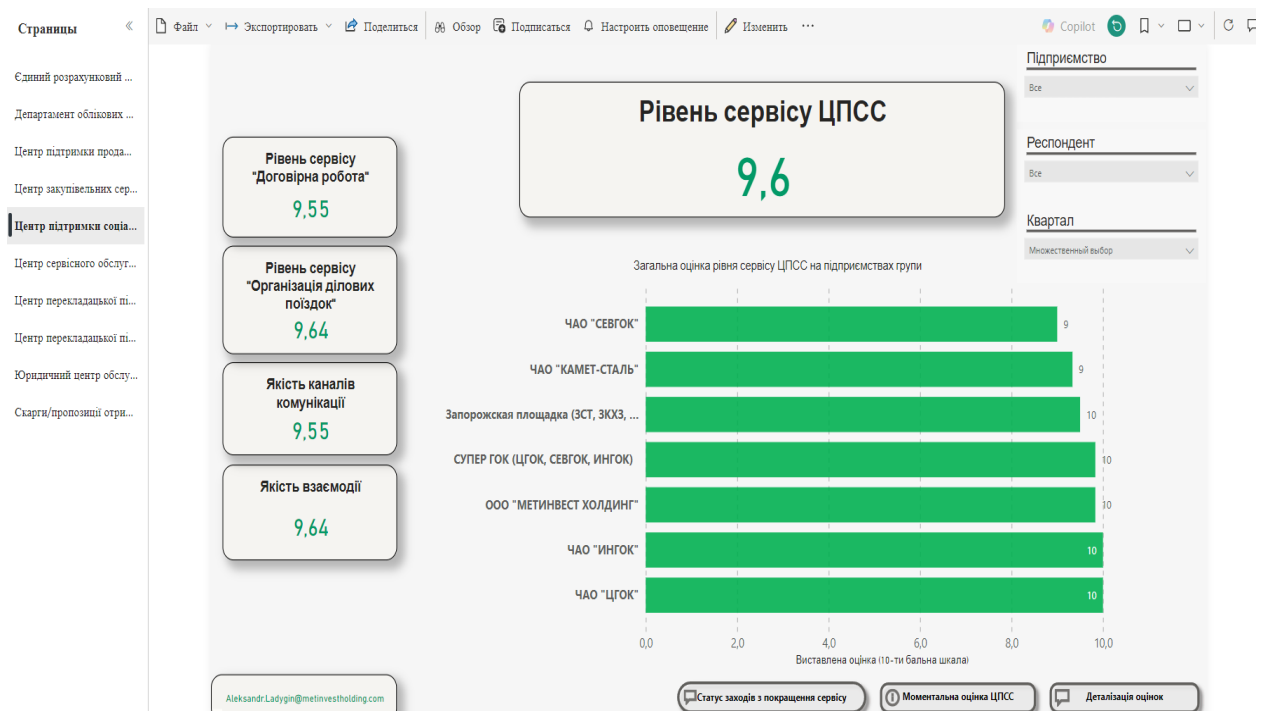 Страницы
Файл
Экспортировать
Поделиться
Обзор
Подписаться
Настроить оповещение
Изменить
Copilot
Єдиний розрахунковий ...
Департамент облікових ...
Центр підтримки прода...
Центр закупівельних сер...
Центр підтримки соціа...
Центр сервісного обслуг...
Центр перекладацької пі...
Центр перекладацької пі...
Юридичний центр обслу...
Скарги/пропозиції отри...
Рівень сервісу
"Договірна робота"
9,55
Рівень сервісу
"Організація ділових
поїздок"
9,64
Якість каналів
комунікації
9,55
Якість взаємодії
9,64
Рівень сервісу ЦПСС
9,6
Підприємство
Все
Респондент
Все
Квартал
Множественный выбор
Загальна оцінка рівня сервісу ЦПСС на підприємствах групи
ЧАО "СЕВГОК" 9
ЧАО "КАМЕТ-СТАЛЬ" 9
Запорожская площадка (ЗСТ, ЗКХЗ, ... 10
СУПЕР ГОК (ЦГОК, СЕВГОК, ИНГОК) 10
ООО "МЕТИНВЕСТ ХОЛДИНГ" 10
ЧАО "ИНГОК" 10
ЧАО "ЦГОК" 10
0,0 2,0 4,0 6,0 8,0 10,0
Виставлена оцінка (10-ти бальна шкала)
Aleksandr.Ladygin@metinvestholding.com
Статус заходів з покращення сервісу
Моментальна оцінка ЦПСС
Деталізація оцінок